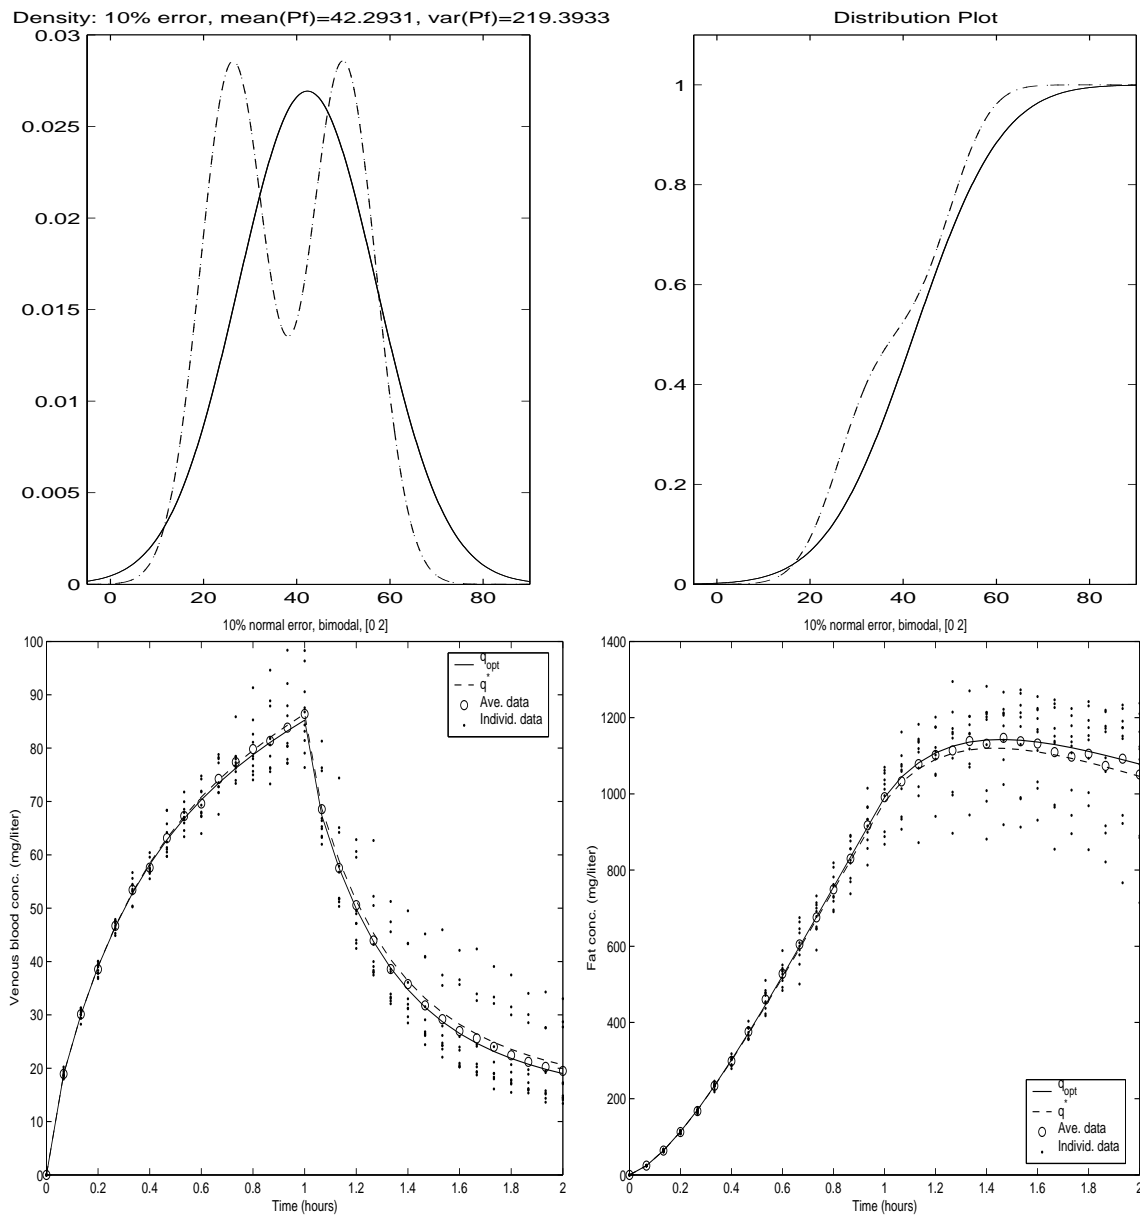 Density: 10% error, mean(Pf)=42.2931, var(Pf)=219.3933
0.03
0.025
0.02
0.015
0.01
0.005
0
0 20 40 60 80
Distribution Plot
1
0.8
0.6
0.4
0.2
0
0 20 40 60 80
10% normal error, bimodal, [0 2]
Venous blood conc. (mg/liter)
100
90
80
70
60
50
40
30
20
10
0
0 0.2 0.4 0.6 0.8 1 1.2 1.4 1.6 1.8 2
Time (hours)
q_opt
q*
Ave. data
Individ. data
10% normal error, bimodal, [0 2]
Fat conc. (mg/liter)
1400
1200
1000
800
600
400
200
0
0 0.2 0.4 0.6 0.8 1 1.2 1.4 1.6 1.8 2
Time (hours)
q_opt
q*
Ave. data
Individ. data